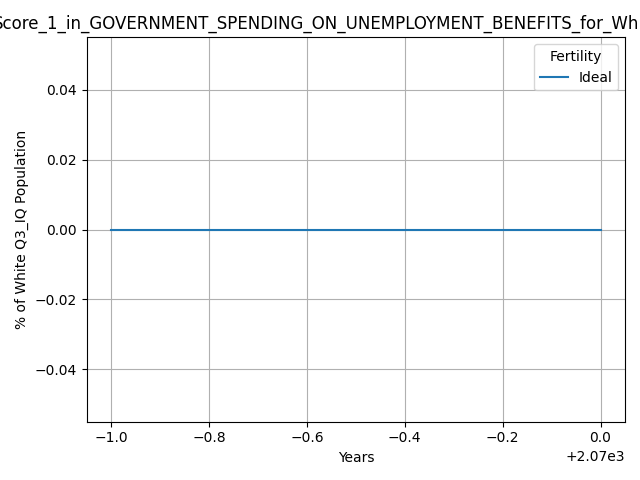 Score_1_in_GOVERNMENT_SPENDING_ON_UNEMPLOYMENT_BENEFITS_for_Wh
Fertility
Ideal
% of White Q3_IQ Population
0.04
0.02
0.00
−0.02
−0.04
−1.0 −0.8 −0.6 −0.4 −0.2 0.0
+2.07e3
Years